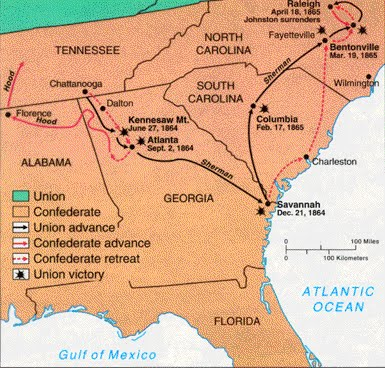 Raleigh
April 18, 1865
Johnston surrenders
Fayetteville
Bentonville
Mar. 19, 1865
NORTH
CAROLINA
TENNESSEE
Hood
Chattanooga
Dalton
SOUTH
CAROLINA
Sherman
Wilmington
Florence
Hood
Kennesaw Mt.
June 27, 1864
Atlanta
Sept. 2, 1864
Columbia
Feb. 17, 1865
Sherman
Charleston
ALABAMA
GEORGIA
Savannah
Dec. 21, 1864
Union
Confederate
Union advance
Confederate advance
Confederate retreat
Union victory
0 100 Miles
0 100 Kilometers
ATLANTIC
OCEAN
FLORIDA
Gulf of Mexico